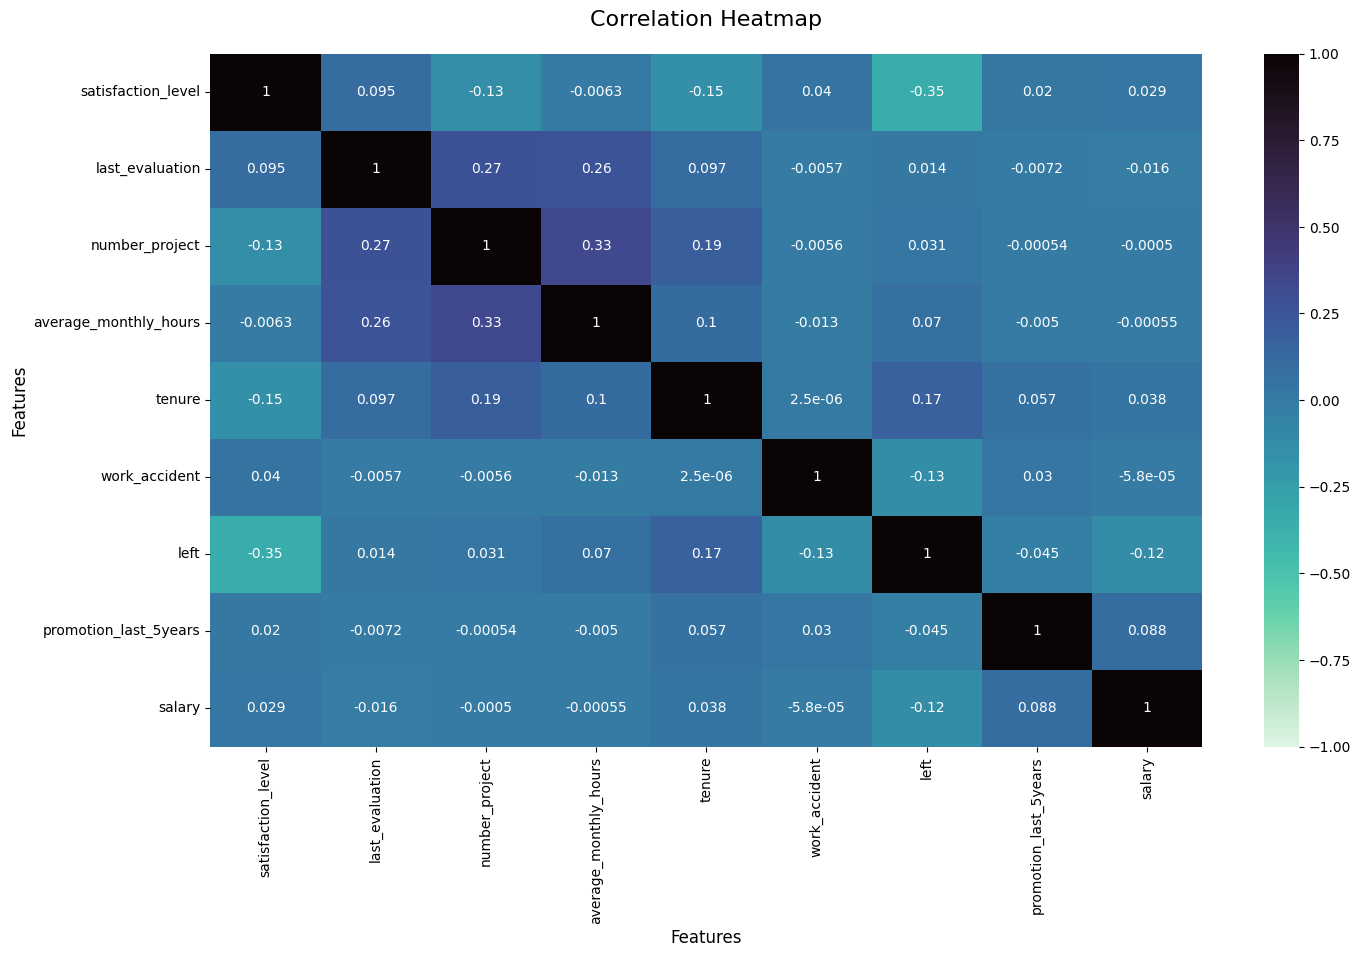 Correlation Heatmap
satisfaction_level 1 0.095 -0.13 -0.0063 -0.15 0.04 -0.35 0.02 0.029
last_evaluation 0.095 1 0.27 0.26 0.097 -0.0057 0.014 -0.0072 -0.016
number_project -0.13 0.27 1 0.33 0.19 -0.0056 0.031 -0.00054 -0.0005
average_monthly_hours -0.0063 0.26 0.33 1 0.1 -0.013 0.07 -0.005 -0.00055
tenure -0.15 0.097 0.19 0.1 1 2.5e-06 0.17 0.057 0.038
work_accident 0.04 -0.0057 -0.0056 -0.013 2.5e-06 1 -0.13 0.03 -5.8e-05
left -0.35 0.014 0.031 0.07 0.17 -0.13 1 -0.045 -0.12
promotion_last_5years 0.02 -0.0072 -0.00054 -0.005 0.057 0.03 -0.045 1 0.088
salary 0.029 -0.016 -0.0005 -0.00055 0.038 -5.8e-05 -0.12 0.088 1
Features
satisfaction_level
last_evaluation
number_project
average_monthly_hours
tenure
work_accident
left
promotion_last_5years
salary
Features
1.00
0.75
0.50
0.25
0.00
−0.25
−0.50
−0.75
−1.00